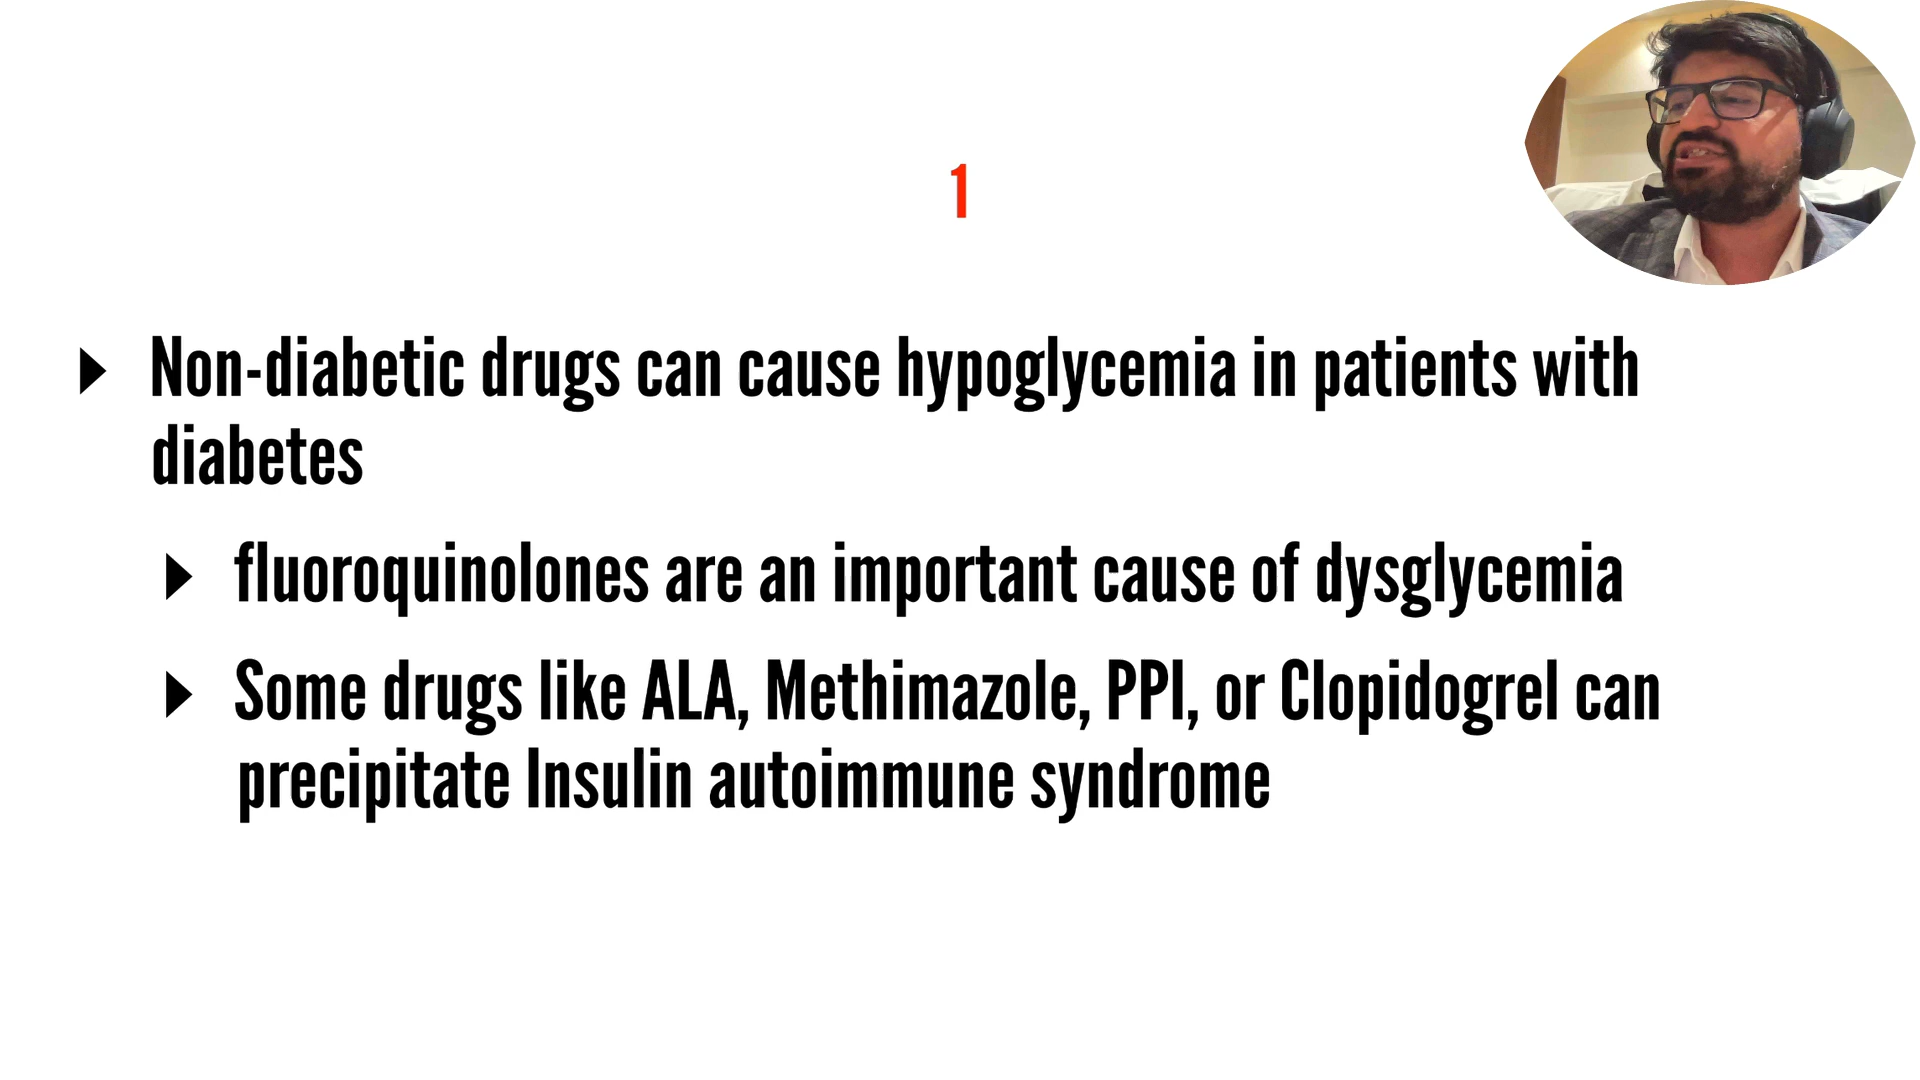 1
Non-diabetic drugs can cause hypoglycemia in patients with
diabetes
fluoroquinolones are an important cause of dysglycemia
Some drugs like ALA, Methimazole, PPI, or Clopidogrel can
precipitate Insulin autoimmune syndrome